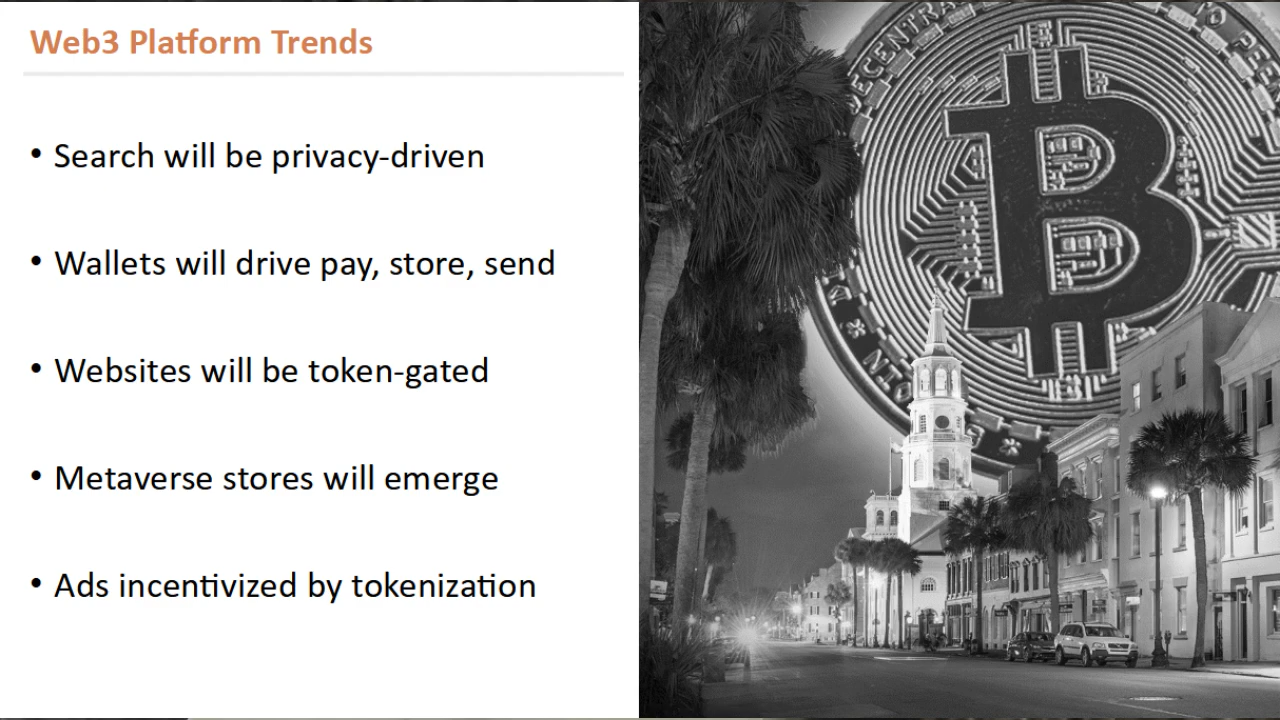 Web3 Platform Trends
• Search will be privacy-driven
• Wallets will drive pay, store, send
• Websites will be token-gated
• Metaverse stores will emerge
• Ads incentivized by tokenization
DECENTRA